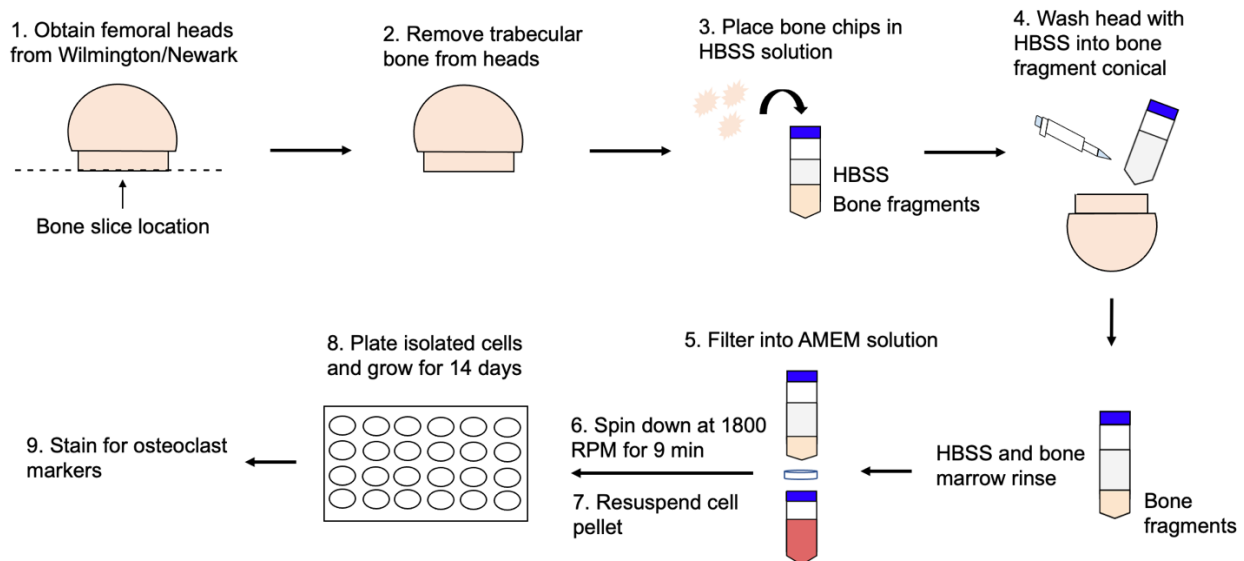 1. Obtain femoral heads
from Wilmington/Newark
Bone slice location
2. Remove trabecular
bone from heads
3. Place bone chips in
HBSS solution
HBSS
Bone fragments
4. Wash head with
HBSS into bone
fragment conical
HBSS and bone
marrow rinse
Bone
fragments
5. Filter into AMEM solution
6. Spin down at 1800
RPM for 9 min
7. Resuspend cell
pellet
8. Plate isolated cells
and grow for 14 days
9. Stain for osteoclast
markers